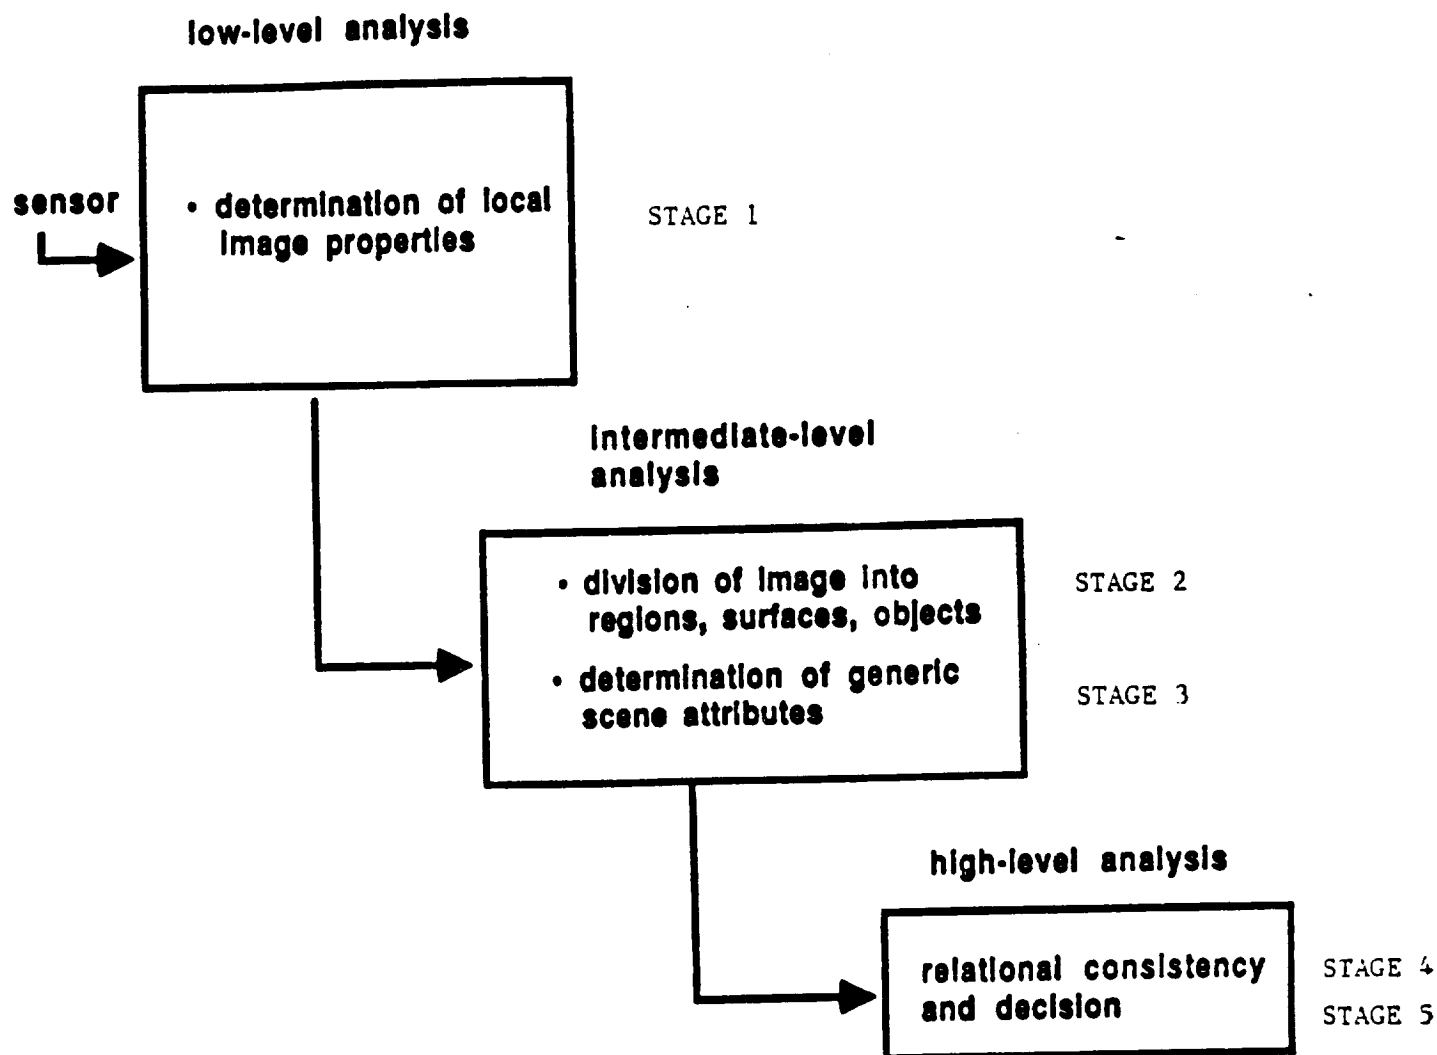 low-level analysis
sensor
• determination of local
image properties
STAGE 1
intermediate-level
analysis
• division of image into
regions, surfaces, objects
STAGE 2
• determination of generic
scene attributes
STAGE 3
high-level analysis
relational consistency
and decision
STAGE 4
STAGE 5